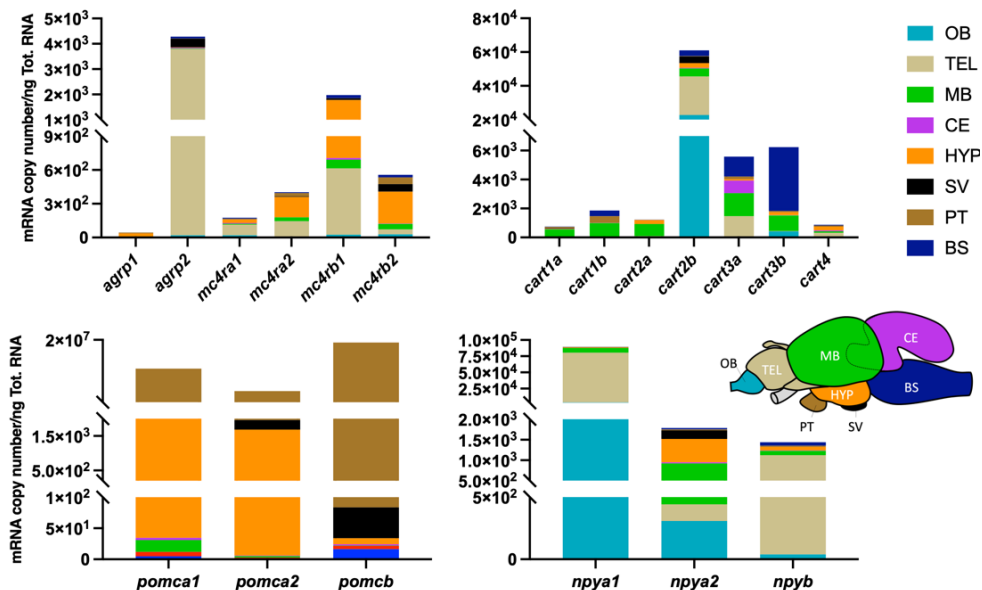 mRNA copy number/ng Tot. RNA
5×10³
4×10³
3×10³
2×10³
1×10³
9×10²
6×10²
3×10²
0
agrp1 agrp2 mc4ra1 mc4ra2 mc4rb1 mc4rb2
8×10⁴
6×10⁴
4×10⁴
2×10⁴
6×10³
4×10³
2×10³
0
cart1a cart1b cart2a cart2b cart3a cart3b cart4
OB
TEL
MB
CE
HYP
SV
PT
BS
mRNA copy number/ng Tot. RNA
2×10⁷
1.5×10³
5.0×10²
1×10²
5×10¹
0
pomca1 pomca2 pomcb
1.0×10⁵
7.5×10⁴
5.0×10⁴
2.5×10⁴
2.0×10³
1.5×10³
1.0×10³
5.0×10²
5×10²
0
npya1 npya2 npyb
OB TEL MB CE
HYP BS
PT SV